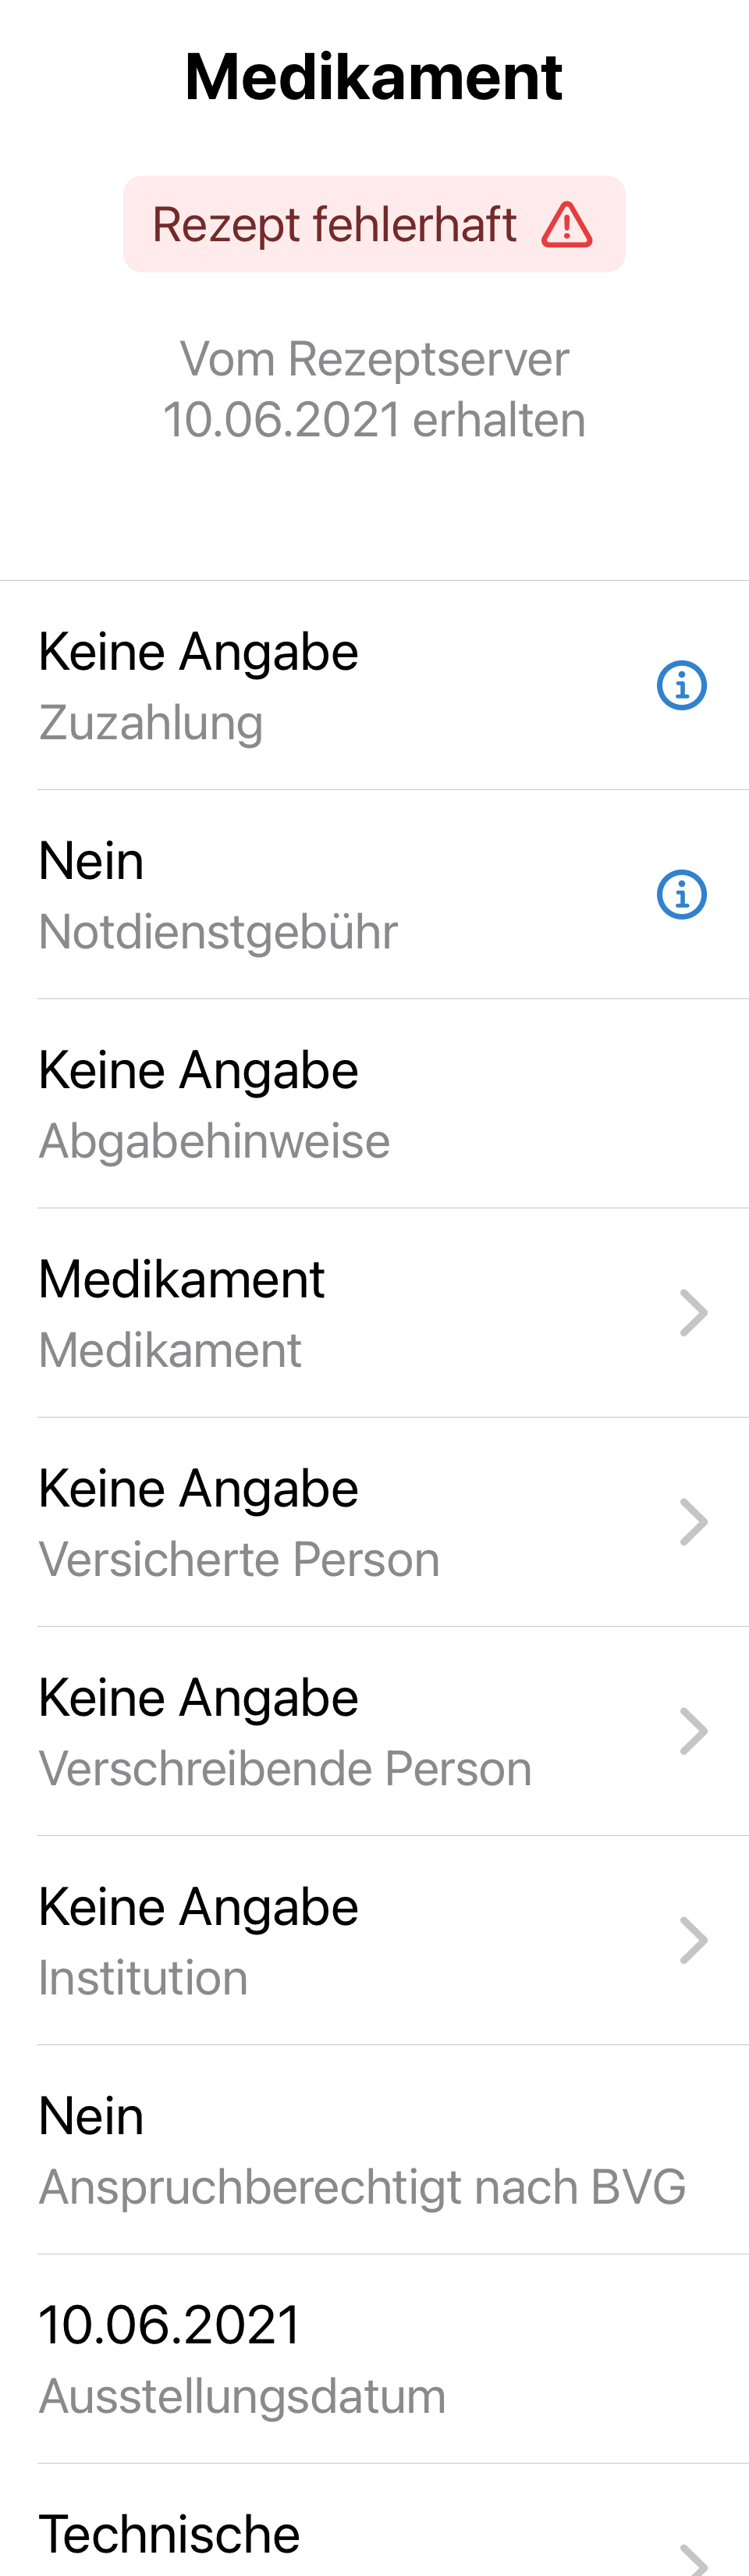 Medikament
Rezept fehlerhaft
Vom Rezeptserver
10.06.2021 erhalten
Keine Angabe
Zuzahlung
Nein
Notdienstgebühr
Keine Angabe
Abgabehinweise
Medikament
Medikament
Keine Angabe
Versicherte Person
Keine Angabe
Verschreibende Person
Keine Angabe
Institution
Nein
Anspruchberechtigt nach BVG
10.06.2021
Ausstellungsdatum
Technische